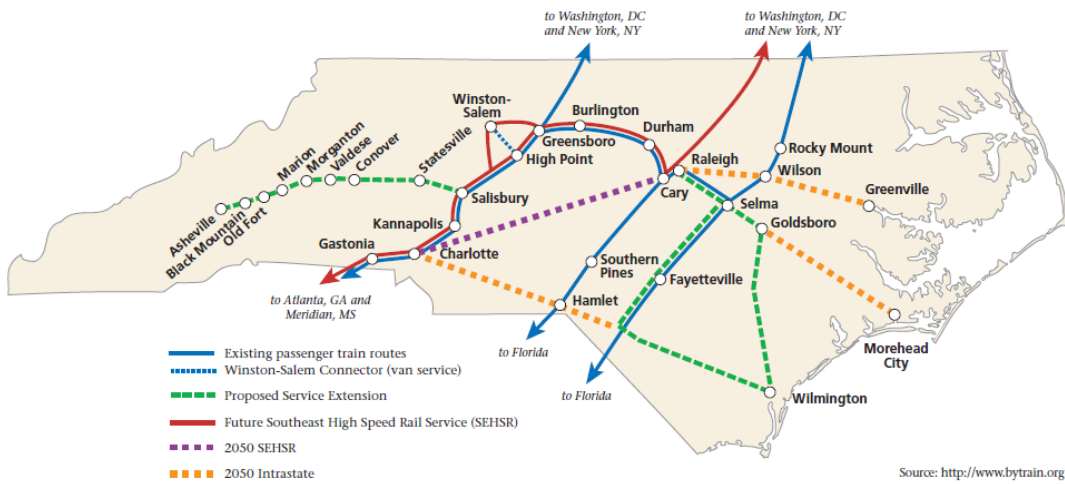 to Washington, DC
and New York, NY
to Washington, DC
and New York, NY
Winston-
Salem
Burlington
Greensboro
Durham
High Point
Raleigh
Rocky Mount
Wilson
Cary
Greenville
Selma
Goldsboro
Asheville
Black Mountain
Old Fort
Marion
Morganton
Valdese
Conover
Statesville
Salisbury
Kannapolis
Gastonia
Charlotte
Southern
Pines
Fayetteville
Hamlet
to Atlanta, GA and
Meridian, MS
to Florida
to Florida
Morehead
City
Wilmington
Existing passenger train routes
Winston-Salem Connector (van service)
Proposed Service Extension
Future Southeast High Speed Rail Service (SEHSR)
2050 SEHSR
2050 Intrastate
Source: http://www.bytrain.org